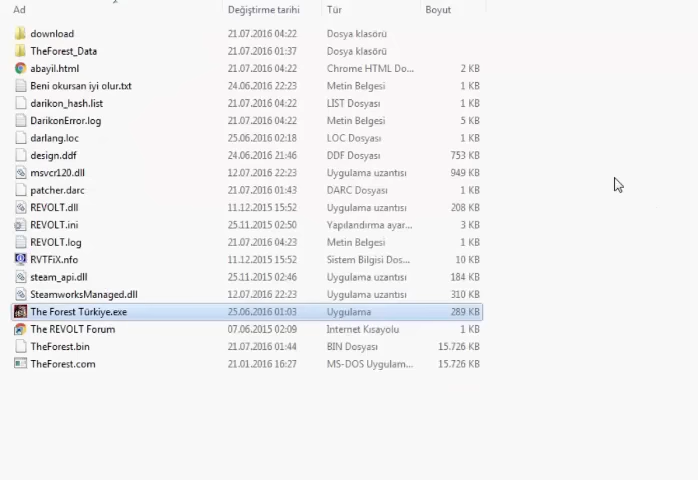 Ad Değiştirme tarihi Tür Boyut
download 21.07.2016 04:22 Dosya klasörü
TheForest_Data 21.07.2016 01:37 Dosya klasörü
abayil.html 21.07.2016 04:22 Chrome HTML Do... 2 KB
Beni okursan iyi olur.txt 24.06.2016 22:23 Metin Belgesi 1 KB
darikon_hash.list 21.07.2016 04:22 LIST Dosyası 1 KB
DarikonError.log 21.07.2016 04:22 Metin Belgesi 5 KB
darlang.loc 25.06.2016 02:18 LOC Dosyası 1 KB
design.ddf 24.06.2016 21:46 DDF Dosyası 753 KB
msvcr120.dll 12.07.2016 22:23 Uygulama uzantısı 949 KB
patcher.darc 21.07.2016 01:43 DARC Dosyası 1 KB
REVOLT.dll 11.12.2015 15:52 Uygulama uzantısı 208 KB
REVOLT.ini 25.11.2015 02:50 Yapılandırma ayar... 3 KB
REVOLT.log 21.07.2016 04:23 Metin Belgesi 1 KB
RVTFiX.nfo 11.12.2015 15:52 Sistem Bilgisi Dos... 10 KB
steam_api.dll 25.11.2015 02:46 Uygulama uzantısı 184 KB
SteamworksManaged.dll 12.07.2016 22:23 Uygulama uzantısı 310 KB
The Forest Türkiye.exe 25.06.2016 01:03 Uygulama 289 KB
The REVOLT Forum 07.06.2015 02:09 İnternet Kısayolu 1 KB
TheForest.bin 21.07.2016 01:44 BIN Dosyası 15.726 KB
TheForest.com 21.01.2016 16:27 MS-DOS Uygulam... 15.726 KB